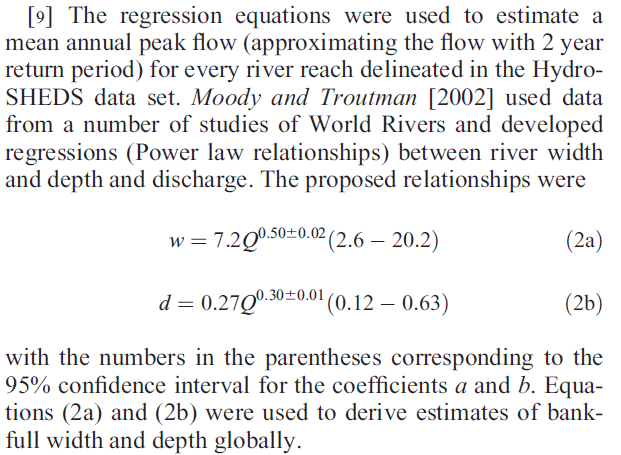 [9] The regression equations were used to estimate a
mean annual peak flow (approximating the flow with 2 year
return period) for every river reach delineated in the Hydro-
SHEDS data set. Moody and Troutman [2002] used data
from a number of studies of World Rivers and developed
regressions (Power law relationships) between river width
and depth and discharge. The proposed relationships were
w = 7.2Q^0.50±0.02 (2.6 – 20.2) (2a)
d = 0.27Q^0.30±0.01 (0.12 – 0.63) (2b)
with the numbers in the parentheses corresponding to the
95% confidence interval for the coefficients a and b. Equa-
tions (2a) and (2b) were used to derive estimates of bank-
full width and depth globally.